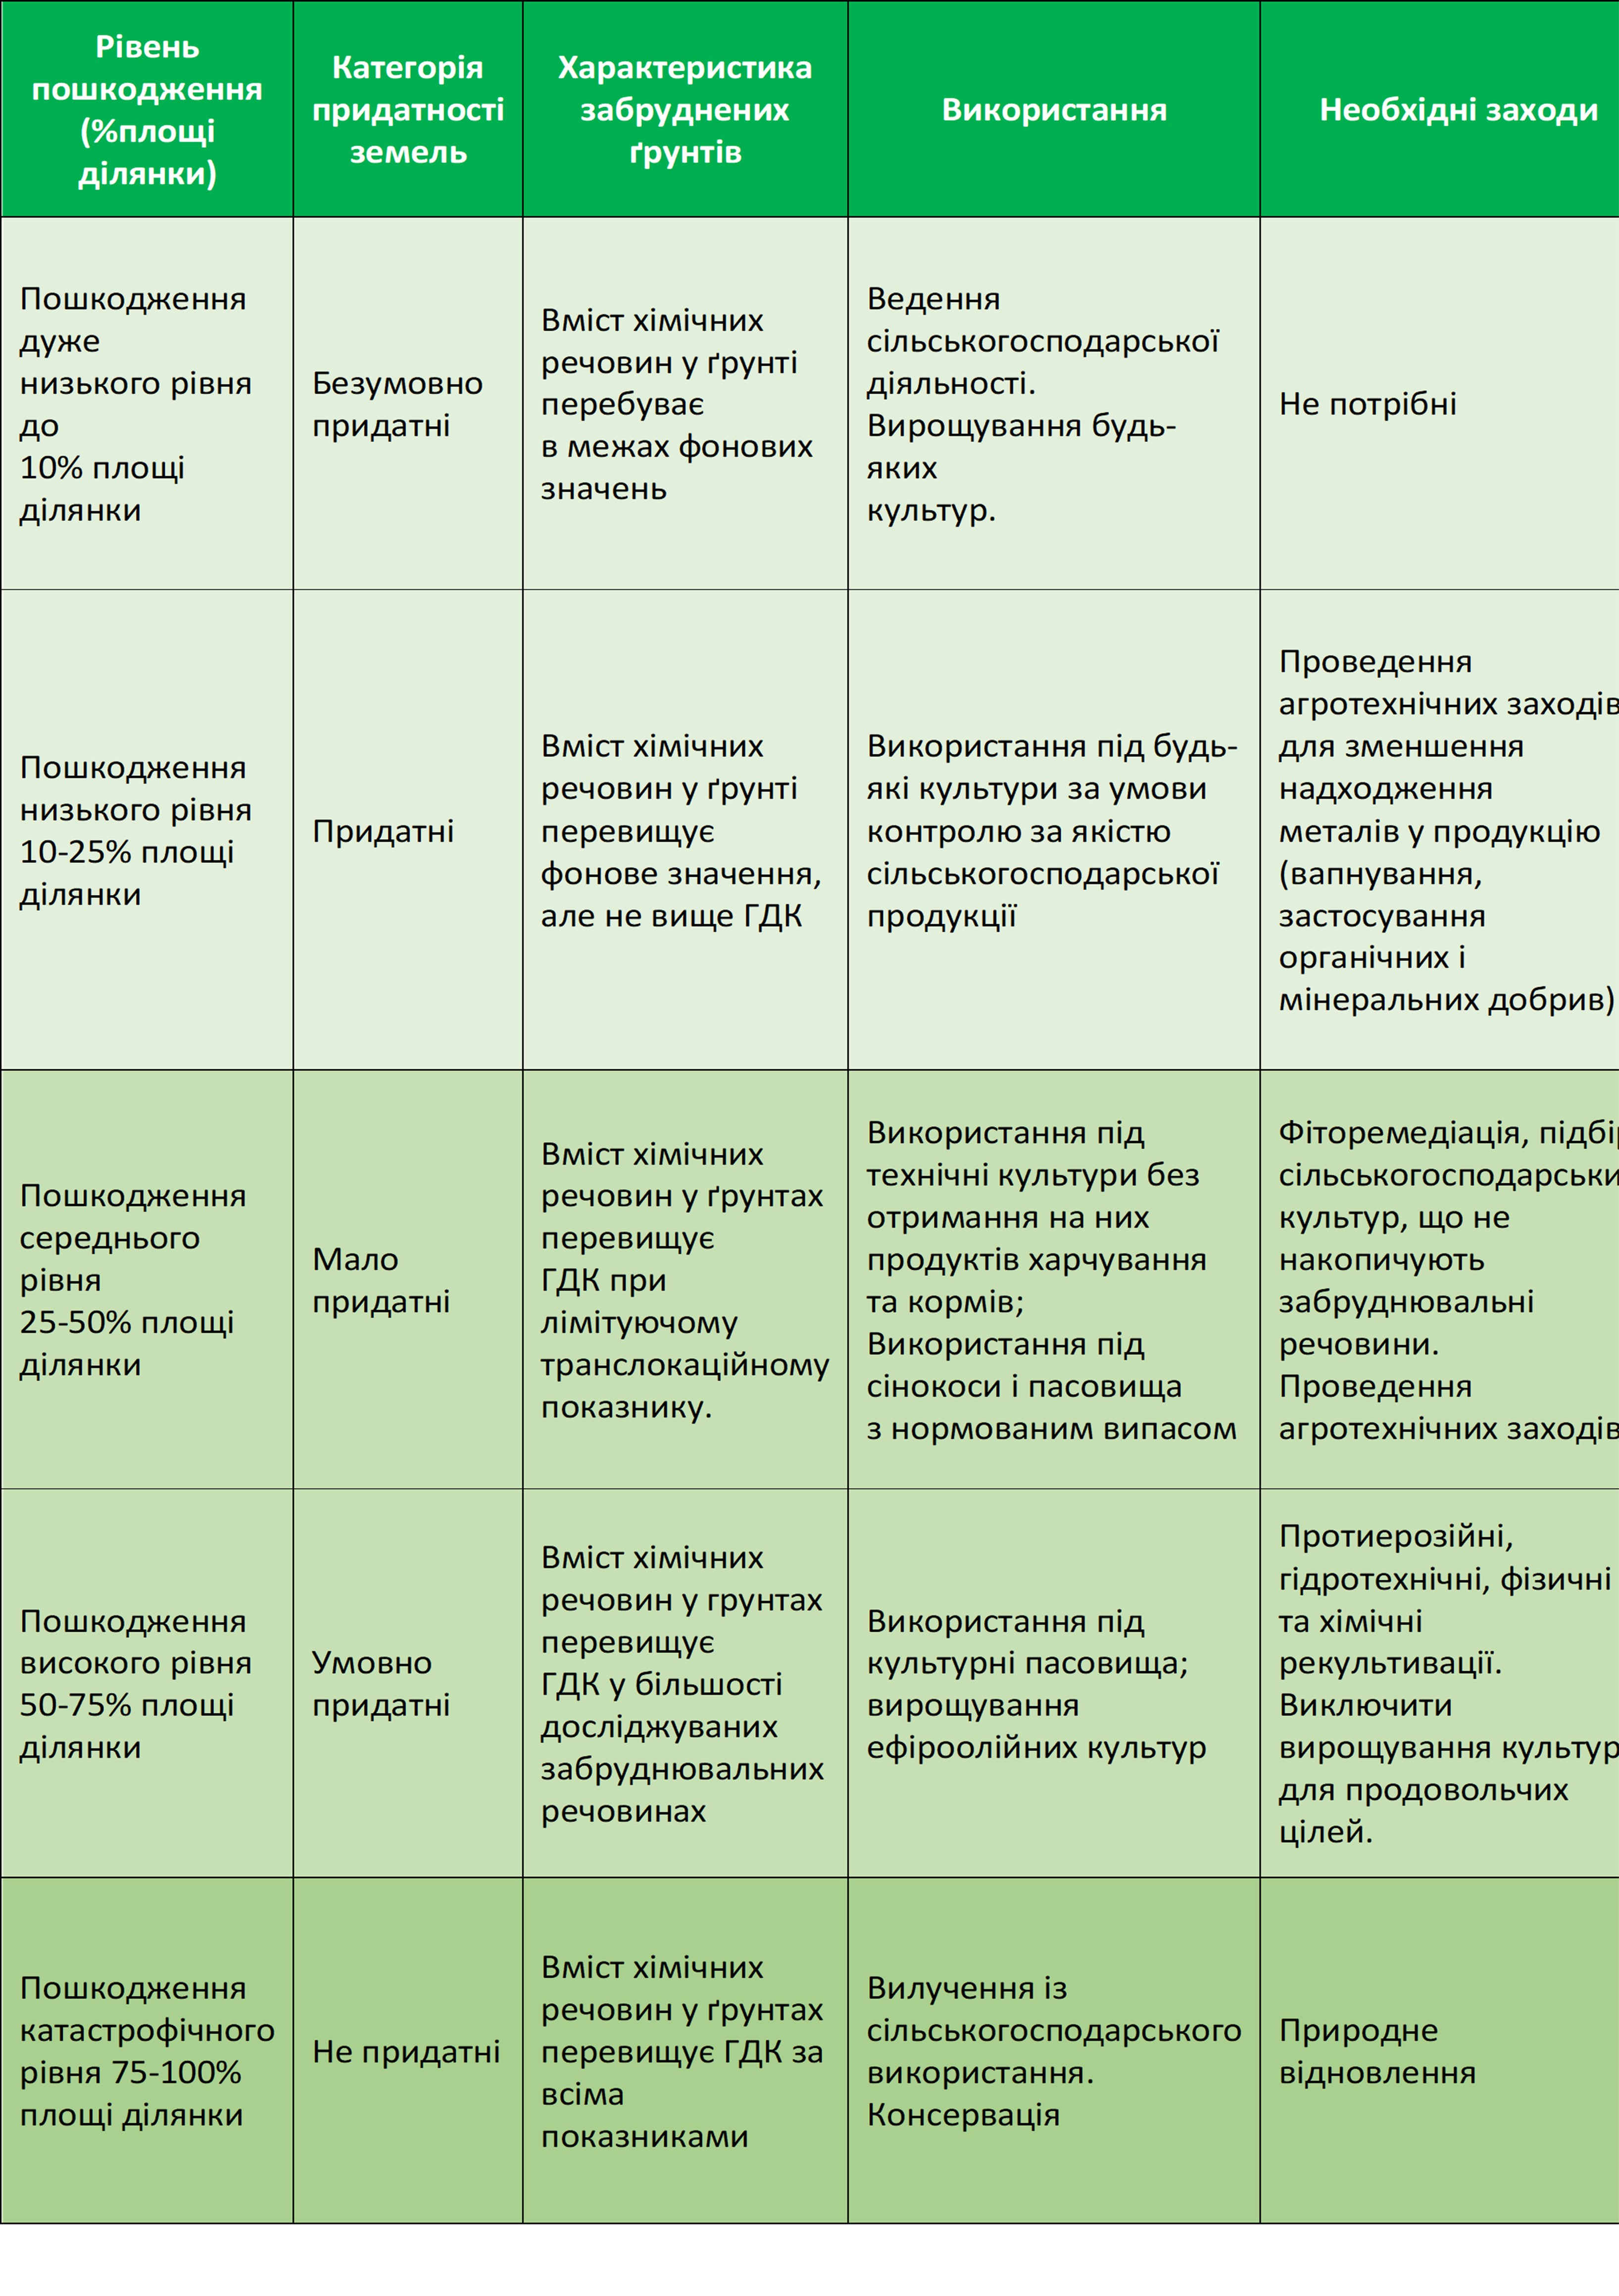 Рівень
пошкодження
(%площі
ділянки)
Категорія
придатності
земель
Характеристика
забруднених
ґрунтів
Використання
Необхідні заходи
Пошкодження
дуже
низького рівня
до
10% площі
ділянки
Безумовно
придатні
Вміст хімічних
речовин у ґрунті
перебуває
в межах фонових
значень
Ведення
сільськогосподарської
діяльності.
Вирощування будь-
яких
культур.
Не потрібні
Пошкодження
низького рівня
10-25% площі
ділянки
Придатні
Вміст хімічних
речовин у ґрунті
перевищує
фонове значення,
але не вище ГДК
Використання під будь-
які культури за умови
контролю за якістю
сільськогосподарської
продукції
Проведення
агротехнічних заходів
для зменшення
надходження
металів у продукцію
(вапнування,
застосування
органічних і
мінеральних добрив)
Пошкодження
середнього
рівня
25-50% площі
ділянки
Мало
придатні
Вміст хімічних
речовин у ґрунтах
перевищує
ГДК при
лімітуючому
транслокаційному
показнику.
Використання під
технічні культури без
отримання на них
продуктів харчування
та кормів;
Використання під
сінокоси і пасовища
з нормованим випасом
Фіторемедіація, підбір
сільськогосподарськи
культур, що не
накопичують
забруднювальні
речовини.
Проведення
агротехнічних заходів
Пошкодження
високого рівня
50-75% площі
ділянки
Умовно
придатні
Вміст хімічних
речовин у грунтах
перевищує
ГДК у більшості
досліджуваних
забруднювальних
речовинах
Використання під
культурні пасовища;
вирощування
ефіроолійних культур
Протиерозійні,
гідротехнічні, фізичні
та хімічні
рекультивації.
Виключити
вирощування культур
для продовольчих
цілей.
Пошкодження
катастрофічного
рівня 75-100%
площі ділянки
Не придатні
Вміст хімічних
речовин у ґрунтах
перевищує ГДК за
всіма
показниками
Вилучення із
сільськогосподарського
використання.
Консервація
Природне
відновлення